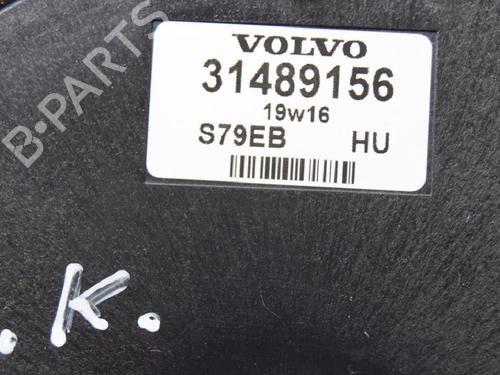 VOLVO
31489156
19w16
S79EB HU
B-PARTS
.K.